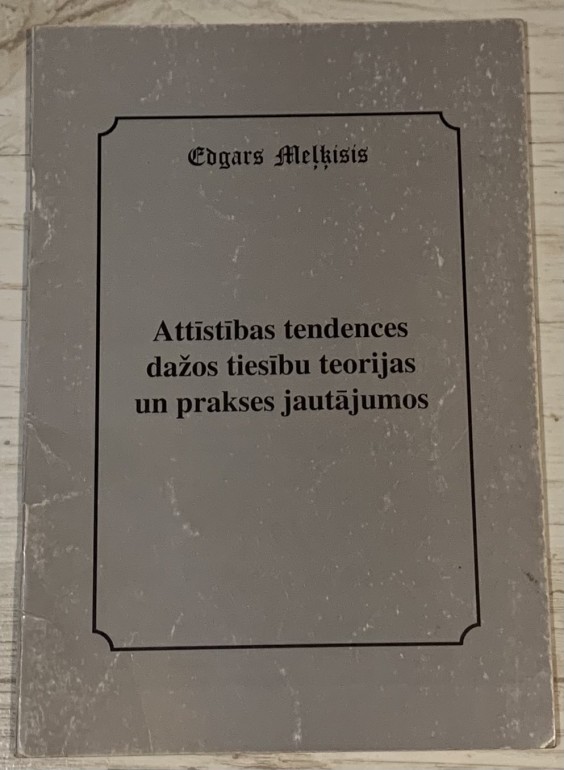 Edgars Meļķisis
Attīstības tendences
dažos tiesību teorijas
un prakses jautājumos